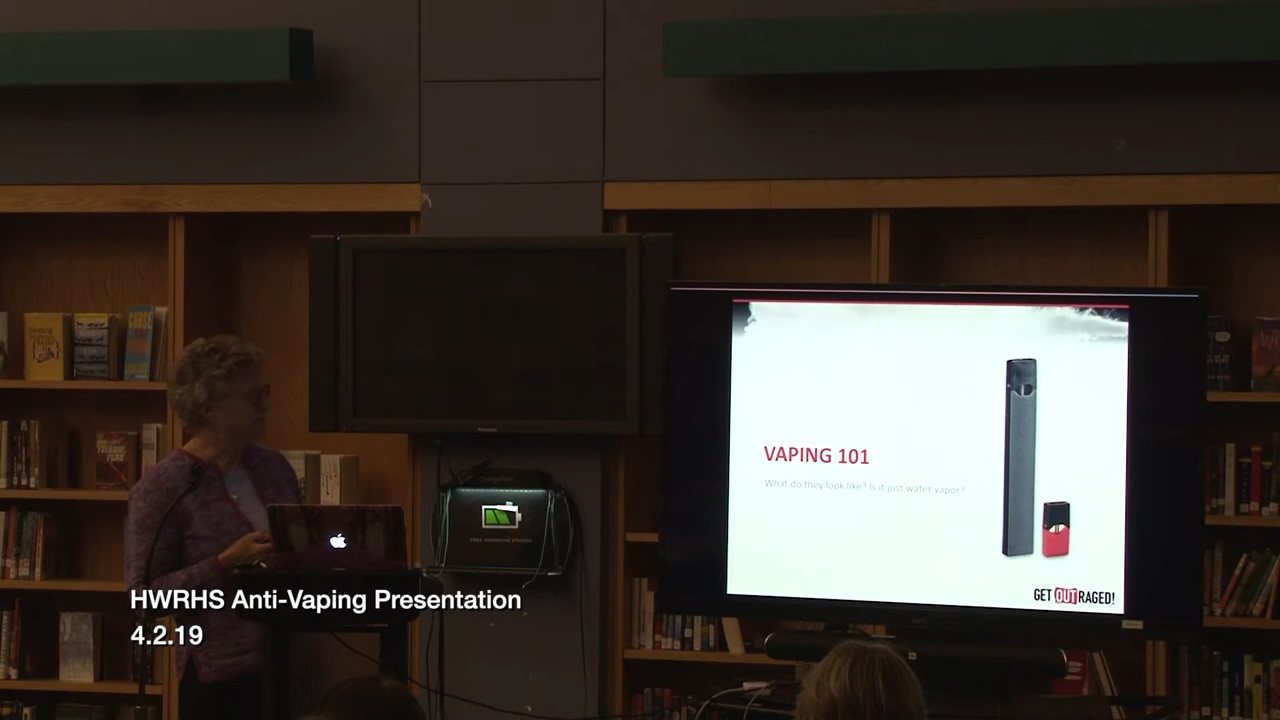 CURSE
VAPING 101
What do they look like? Is it just water vapor?
GET OUTRAGED!
HWRHS Anti-Vaping Presentation
4.2.19